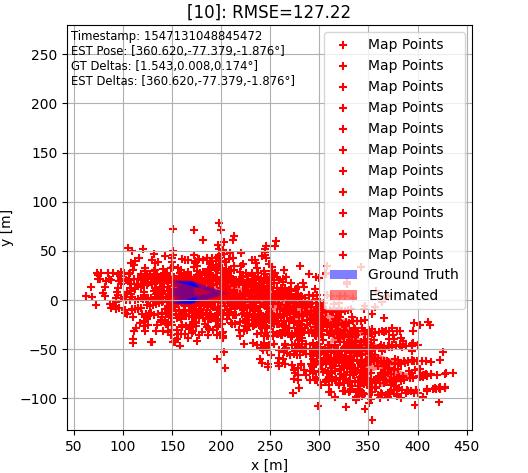 [10]: RMSE=127.22
Timestamp: 1547131048845472
EST Pose: [360.620,-77.379,-1.876°]
GT Deltas: [1.543,0.008,0.174°]
EST Deltas: [360.620,-77.379,-1.876°]
Map Points
Map Points
Map Points
Map Points
Map Points
Map Points
Map Points
Map Points
Map Points
Map Points
Map Points
Ground Truth
Estimated
y [m]
250
200
150
100
50
0
−50
−100
50 100 150 200 250 300 350 400 450
x [m]